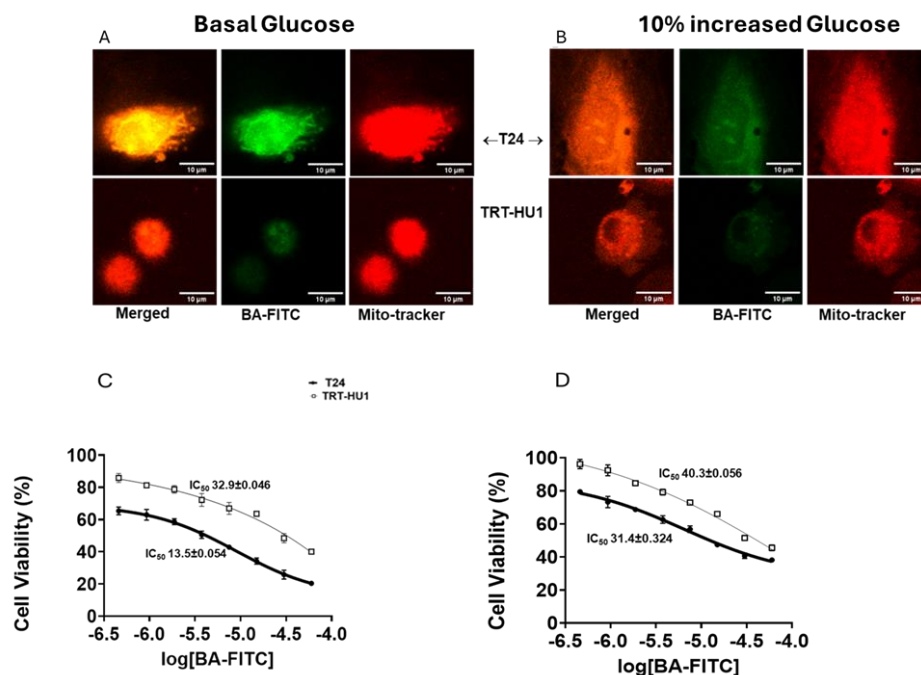 Basal Glucose
10% increased Glucose
A
B
10 µm
10 µm
10 µm
10 µm
10 µm
10 µm
←T24 →
TRT-HU1
10 µm
10 µm
10 µm
10 µm
10 µm
10 µm
Merged
BA-FITC
Mito-tracker
Merged
BA-FITC
Mito-tracker
C
T24
TRT-HU1
D
Cell Viability (%)
100
80
60
40
20
0
IC50 32.9±0.046
IC50 13.5±0.054
-6.5
-6.0
-5.5
-5.0
-4.5
-4.0
log[BA-FITC]
Cell Viability (%)
100
80
60
40
20
0
IC50 40.3±0.056
IC50 31.4±0.324
-6.5
-6.0
-5.5
-5.0
-4.5
-4.0
log[BA-FITC]